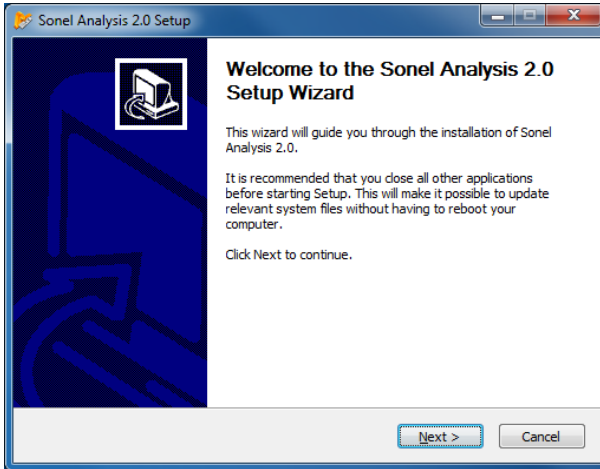 Sonel Analysis 2.0 Setup
Welcome to the Sonel Analysis 2.0
Setup Wizard
This wizard will guide you through the installation of Sonel
Analysis 2.0.
It is recommended that you close all other applications
before starting Setup. This will make it possible to update
relevant system files without having to reboot your
computer.
Click Next to continue.
Next >
Cancel